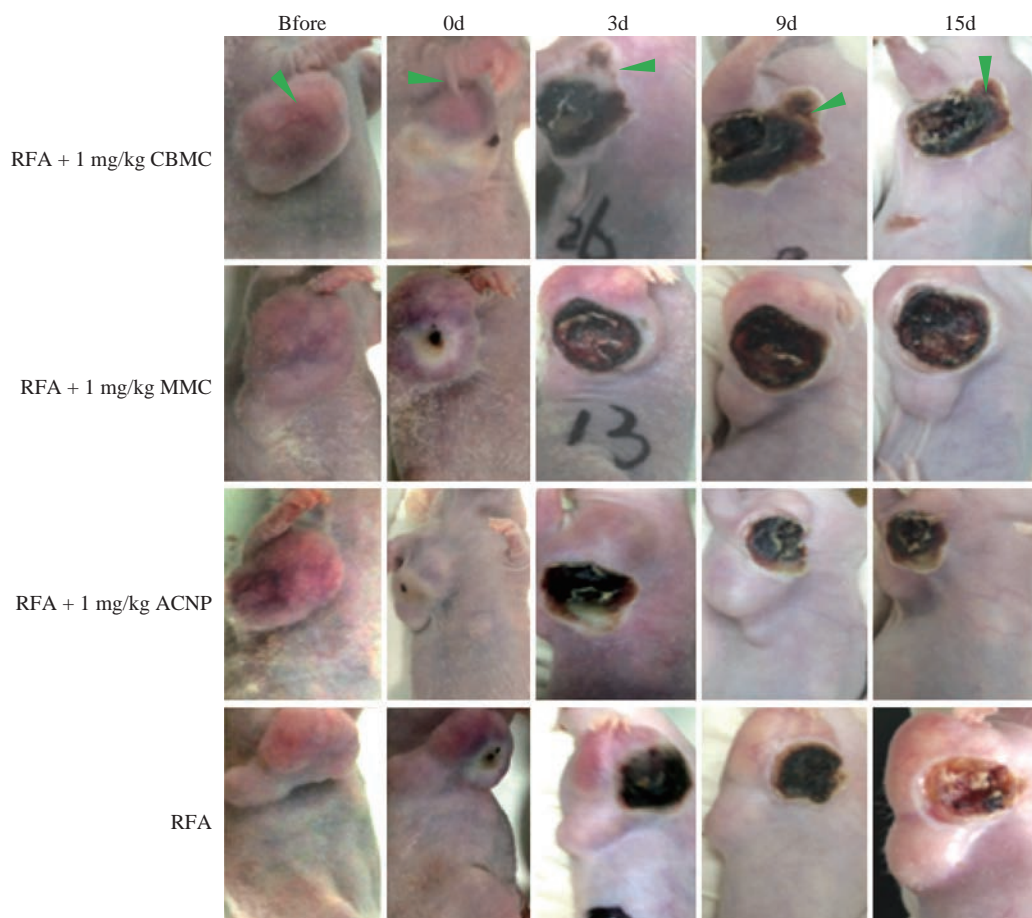 Bfore 0d 3d 9d 15d
RFA + 1 mg/kg CBMC
26
RFA + 1 mg/kg MMC
13
RFA + 1 mg/kg ACNP
RFA